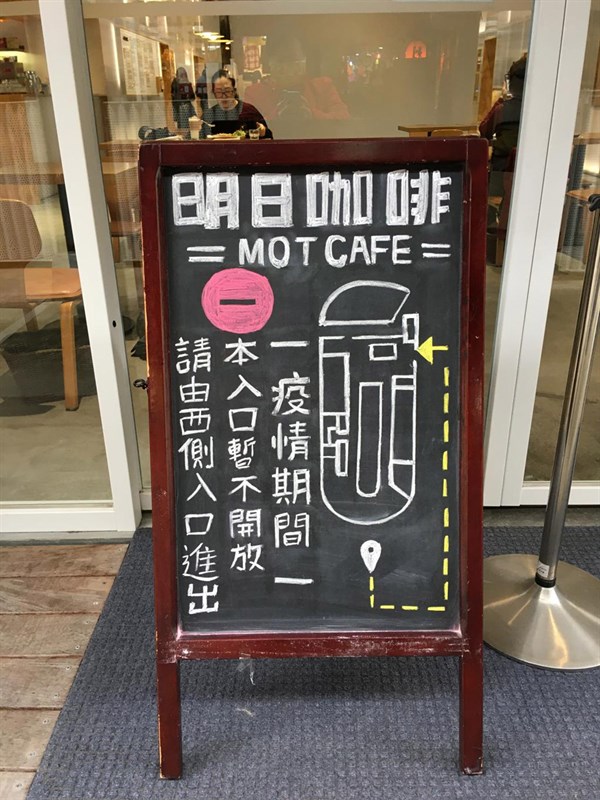 明日咖啡
= MOT CAFE =
一疫情期間一
本入口暫不開放
請由西側入口進出